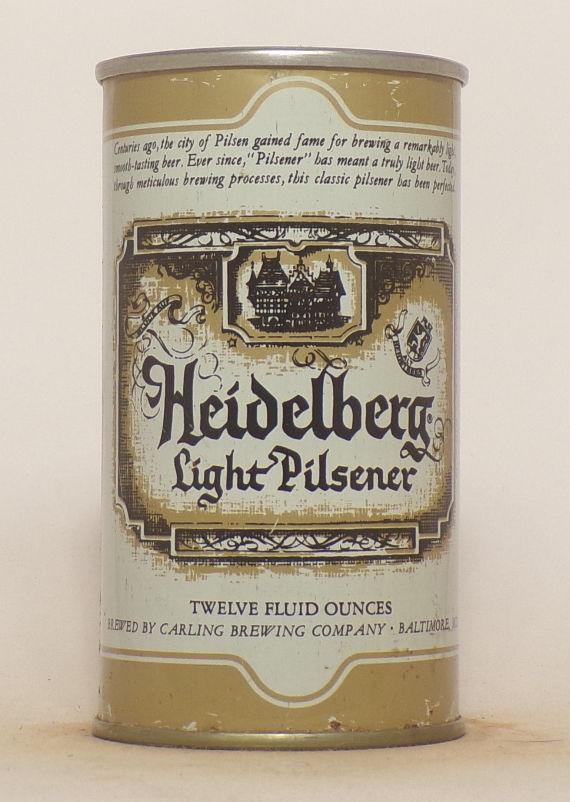 Centuries ago, the city of Pilsen gained fame for brewing a remarkably light
smooth-tasting beer. Ever since, "Pilsener" has meant a truly light beer. Today
through meticulous brewing processes, this classic pilsener has been perfected.
Heidelberg®
Light Pilsener
TWELVE FLUID OUNCES
BREWED BY CARLING BREWING COMPANY · BALTIMORE,